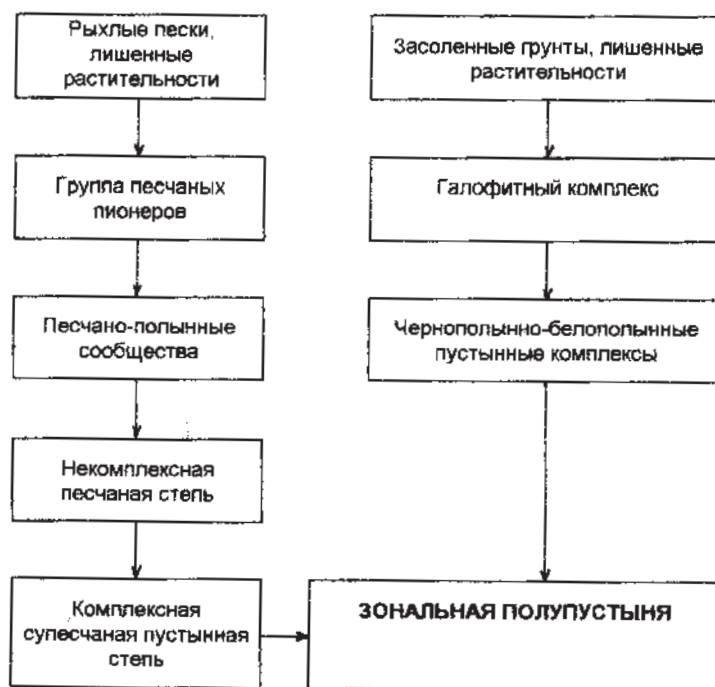 Рыхлые пески,
лишенные
растительности
Группа песчаных
пионеров
Песчано-полынные
сообщества
Некомплексная
песчаная степь
Комплексная
супесчаная пустынная
степь
Засоленные грунты, лишенные
растительности
Галофитный комплекс
Чернополынно-белополынные
пустынные комплексы
ЗОНАЛЬНАЯ ПОЛУПУСТЫНЯ